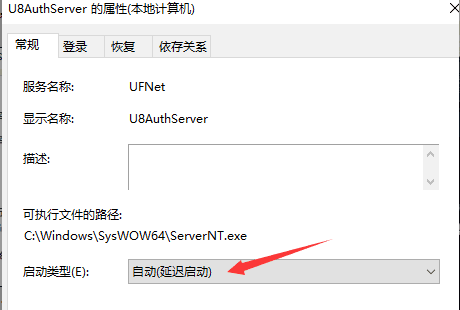 U8AuthServer 的属性(本地计算机)
常规 登录 恢复 依存关系
服务名称: UFNet
显示名称: U8AuthServer
描述:
可执行文件的路径:
C:\Windows\SysWOW64\ServerNT.exe
启动类型(E): 自动(延迟启动)